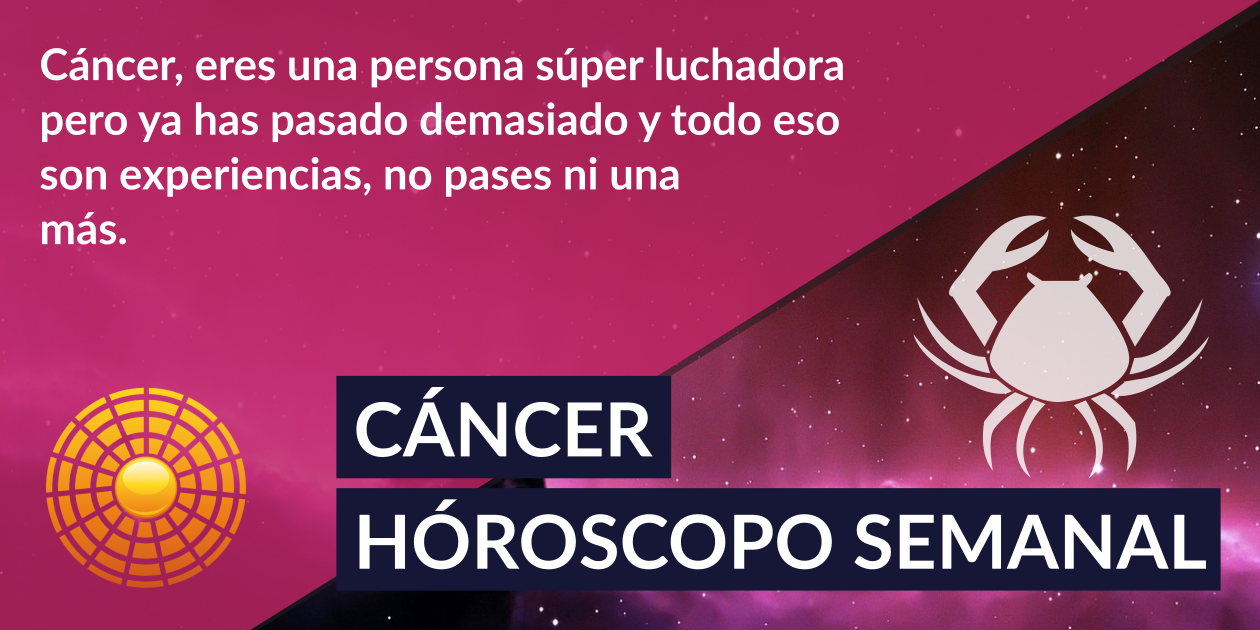 Cáncer, eres una persona súper luchadora
pero ya has pasado demasiado y todo eso
son experiencias, no pases ni una
más.
CÁNCER
HÓROSCOPO SEMANAL